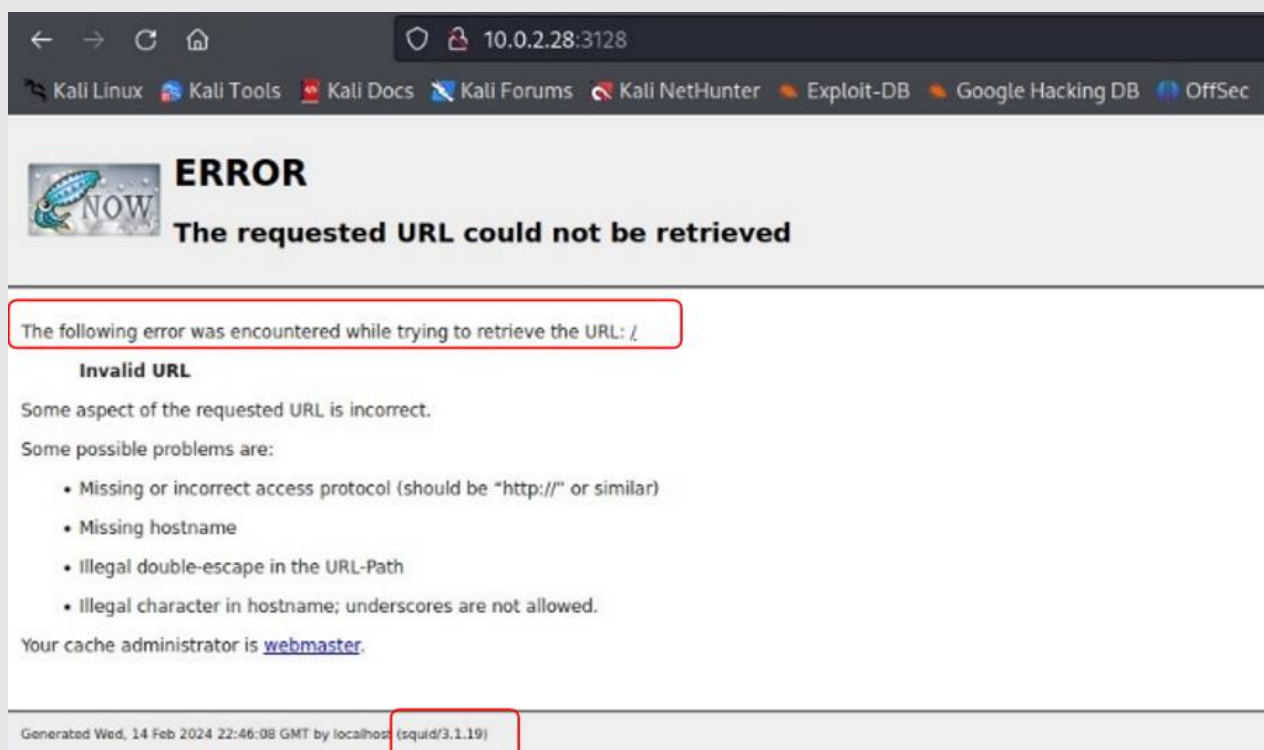 10.0.2.28:3128
Kali Linux Kali Tools Kali Docs Kali Forums Kali NetHunter Exploit-DB Google Hacking DB OffSec
NOW
ERROR
The requested URL could not be retrieved
The following error was encountered while trying to retrieve the URL: /
Invalid URL
Some aspect of the requested URL is incorrect.
Some possible problems are:
• Missing or incorrect access protocol (should be "http://" or similar)
• Missing hostname
• Illegal double-escape in the URL-Path
• Illegal character in hostname; underscores are not allowed.
Your cache administrator is webmaster.
Generated Wed, 14 Feb 2024 22:46:08 GMT by localhost (squid/3.1.19)